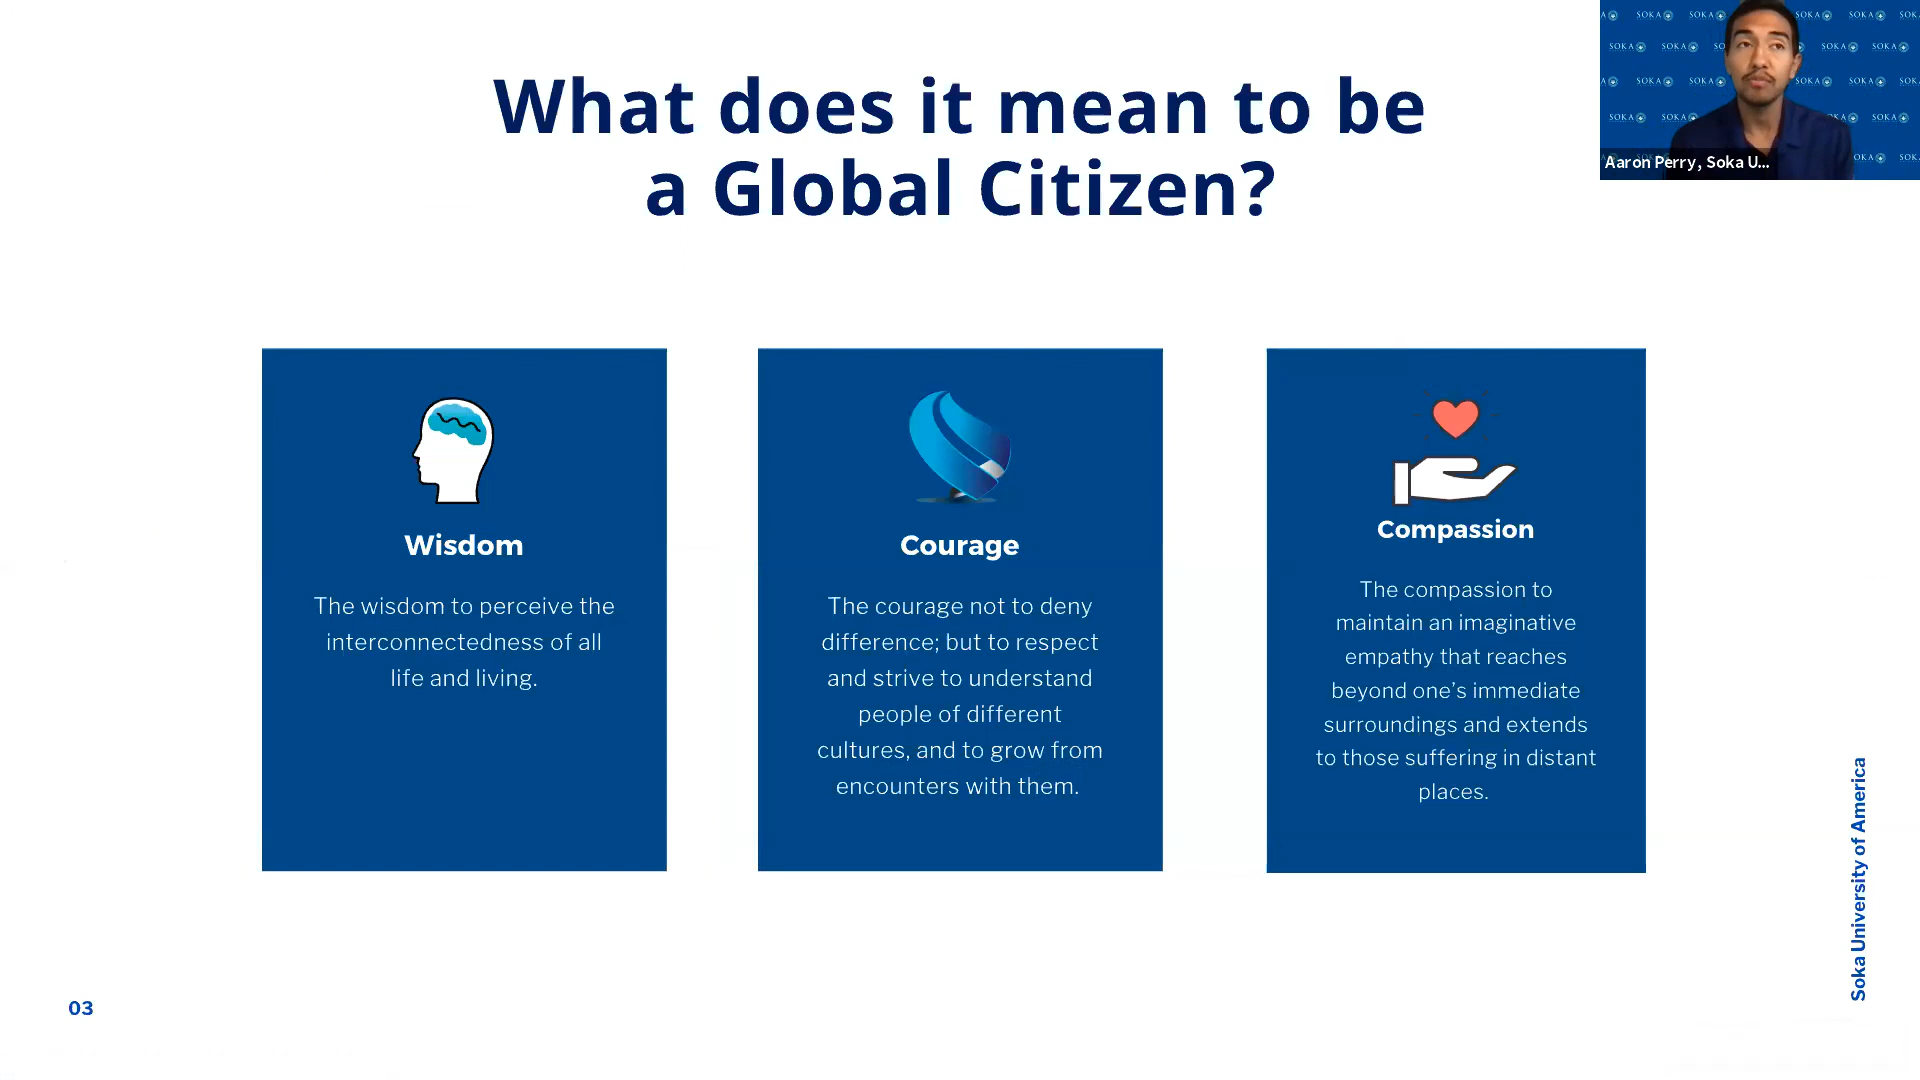 What does it mean to be
a Global Citizen?
SOKA
Aaron Perry, Soka U...
Wisdom
The wisdom to perceive the
interconnectedness of all
life and living.
Courage
The courage not to deny
difference; but to respect
and strive to understand
people of different
cultures, and to grow from
encounters with them.
Compassion
The compassion to
maintain an imaginative
empathy that reaches
beyond one’s immediate
surroundings and extends
to those suffering in distant
places.
Soka University of America
03